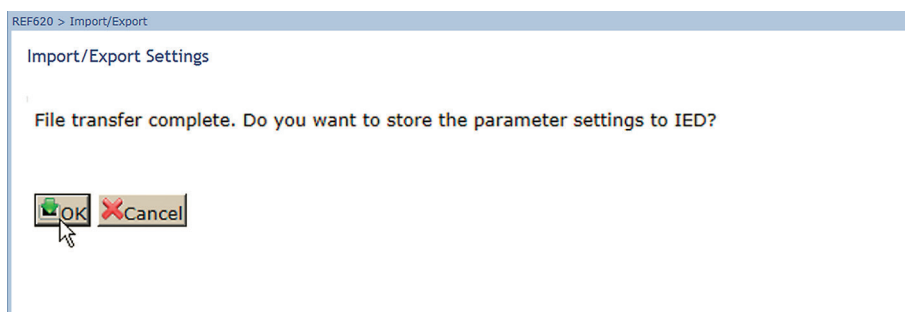 REF620 > Import/Export
Import/Export Settings
File transfer complete. Do you want to store the parameter settings to IED?
OK Cancel